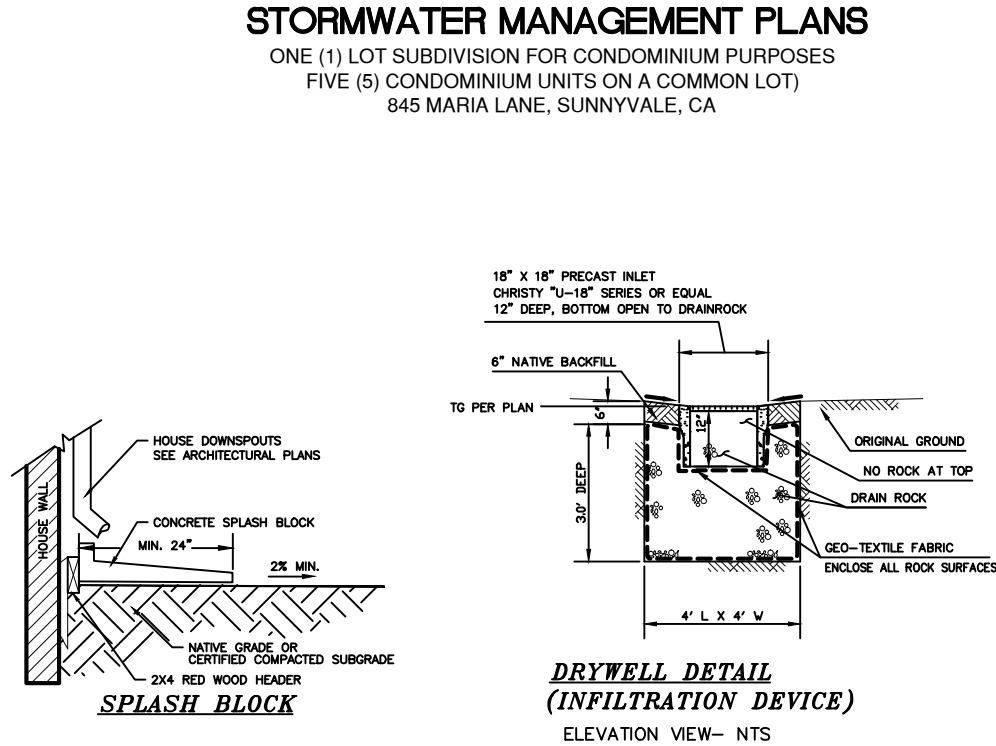 STORMWATER MANAGEMENT PLANS
ONE (1) LOT SUBDIVISION FOR CONDOMINIUM PURPOSES
FIVE (5) CONDOMINIUM UNITS ON A COMMON LOT)
845 MARIA LANE, SUNNYVALE, CA
HOUSE WALL
HOUSE DOWNSPOUTS
SEE ARCHITECTURAL PLANS
CONCRETE SPLASH BLOCK
MIN. 24"
2% MIN.
NATIVE GRADE OR
CERTIFIED COMPACTED SUBGRADE
2X4 RED WOOD HEADER
SPLASH BLOCK
18" X 18" PRECAST INLET
CHRISTY "U-18" SERIES OR EQUAL
12" DEEP, BOTTOM OPEN TO DRAINROCK
6" NATIVE BACKFILL
TG PER PLAN
6"
12"
3.0' DEEP
ORIGINAL GROUND
NO ROCK AT TOP
DRAIN ROCK
GEO-TEXTILE FABRIC
ENCLOSE ALL ROCK SURFACES
4' L X 4' W
DRYWELL DETAIL
(INFILTRATION DEVICE)
ELEVATION VIEW- NTS